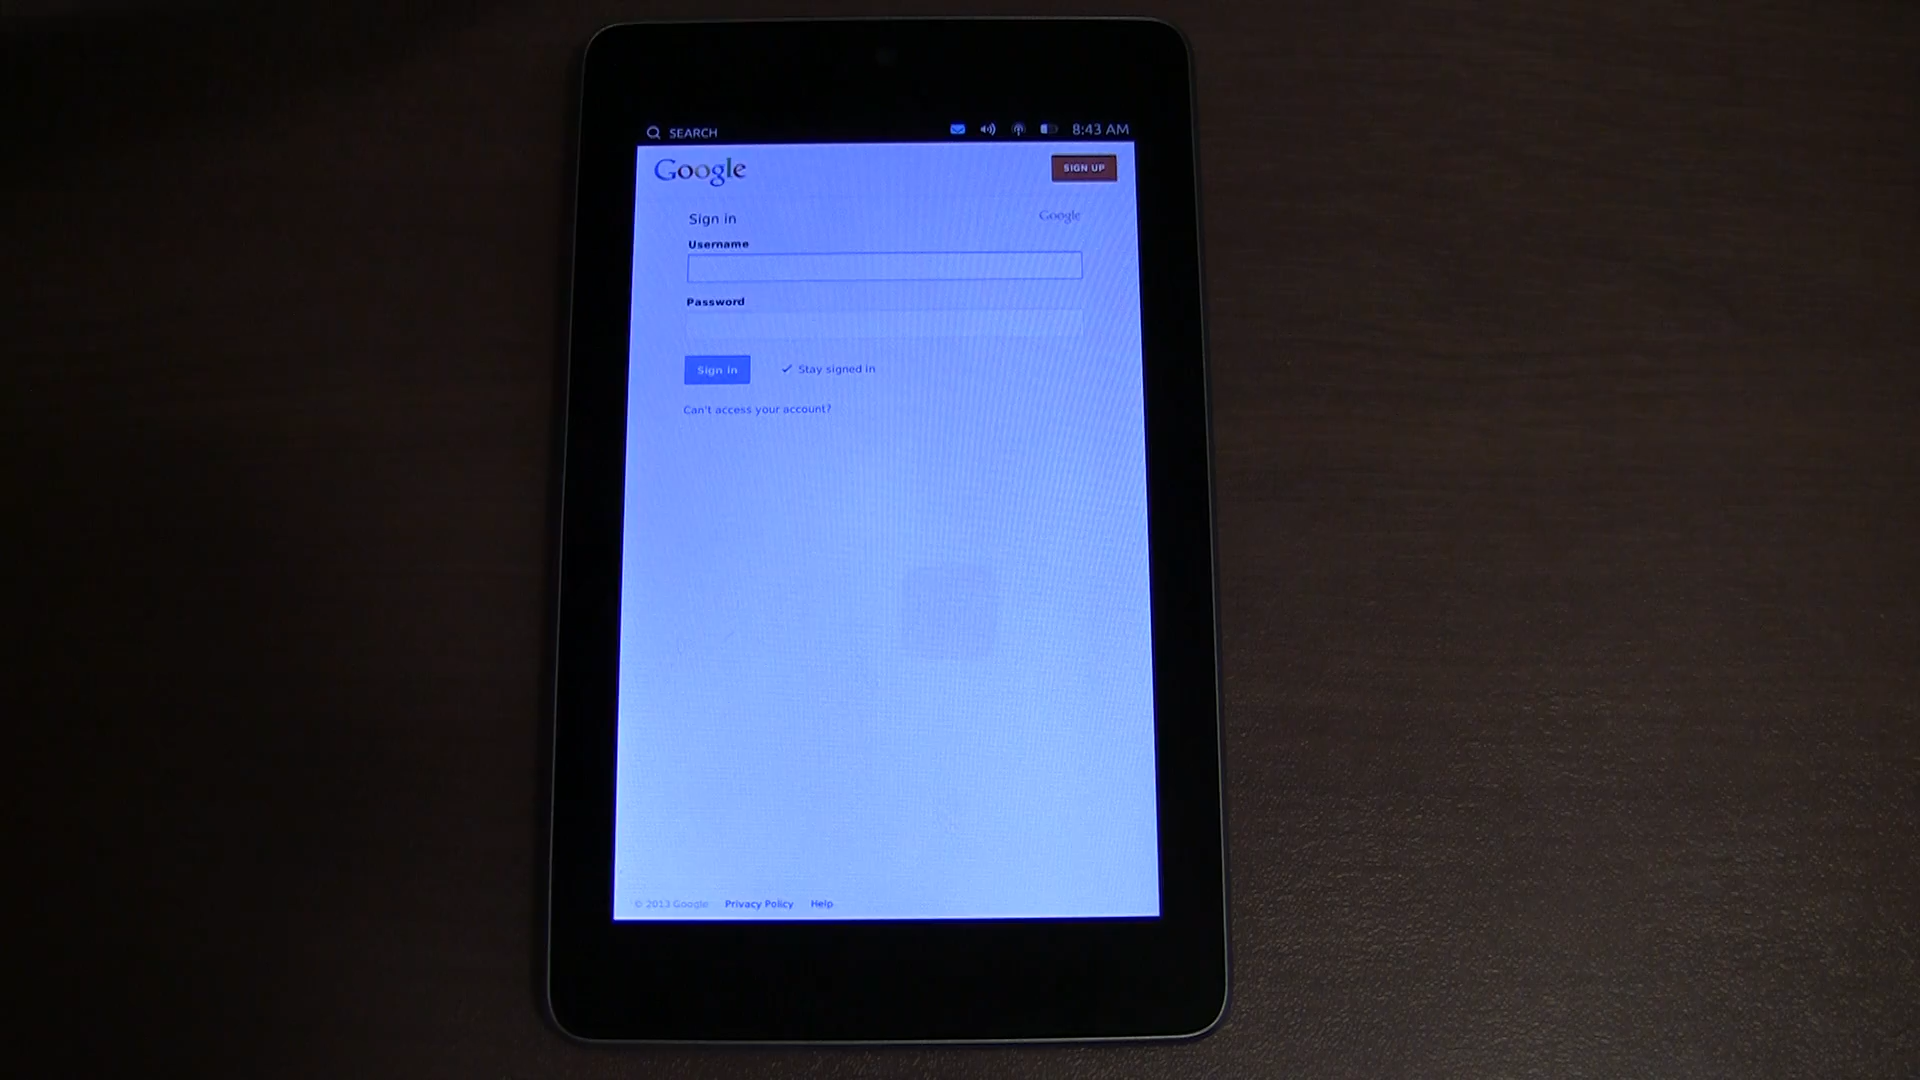 SEARCH 8:43 AM
Google SIGN UP
Sign in Google
Username
Password
Sign in ✓ Stay signed in
Can't access your account?
© 2013 Google Privacy Policy Help